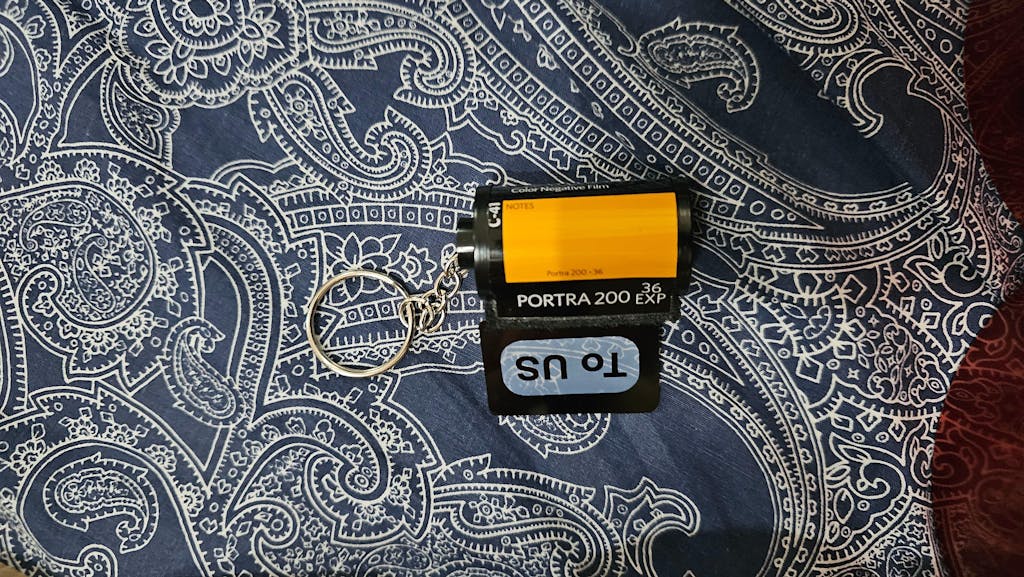 Color Negative Film
C-41
NOTES
Portra 200 - 36
PORTRA 200 36 EXP
To US